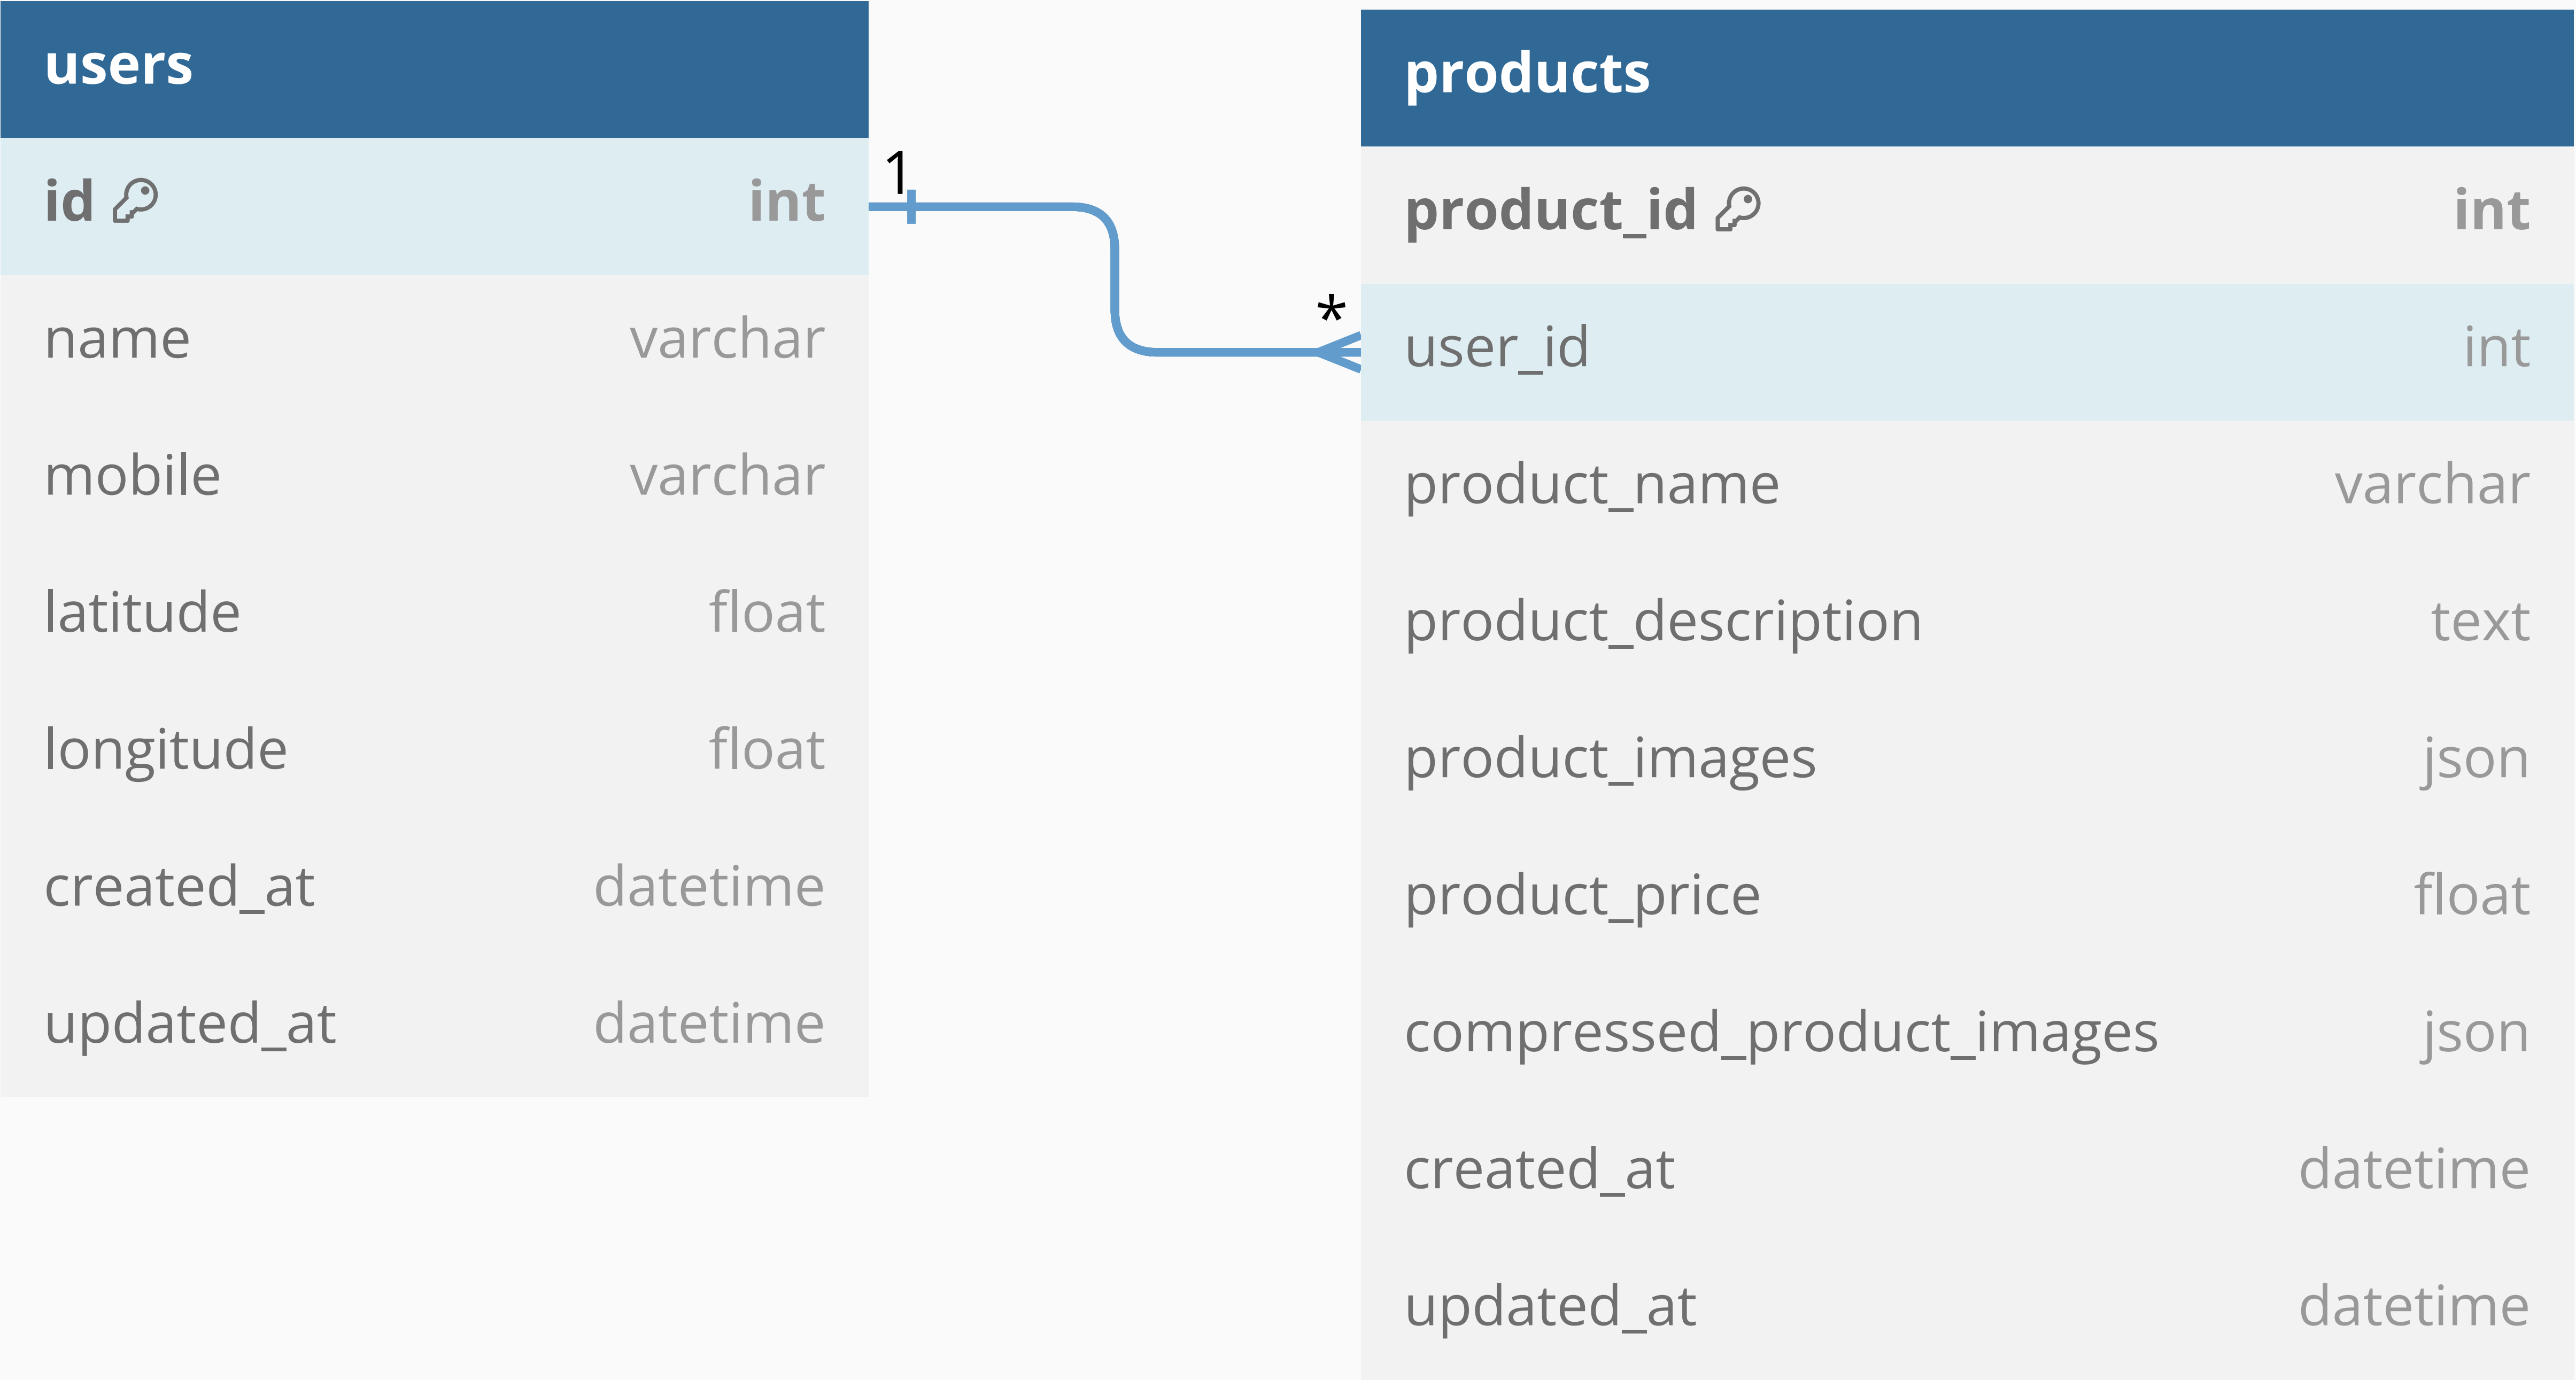 users
id int
name varchar
mobile varchar
latitude float
longitude float
created_at datetime
updated_at datetime
1
*
products
product_id int
user_id int
product_name varchar
product_description text
product_images json
product_price float
compressed_product_images json
created_at datetime
updated_at datetime